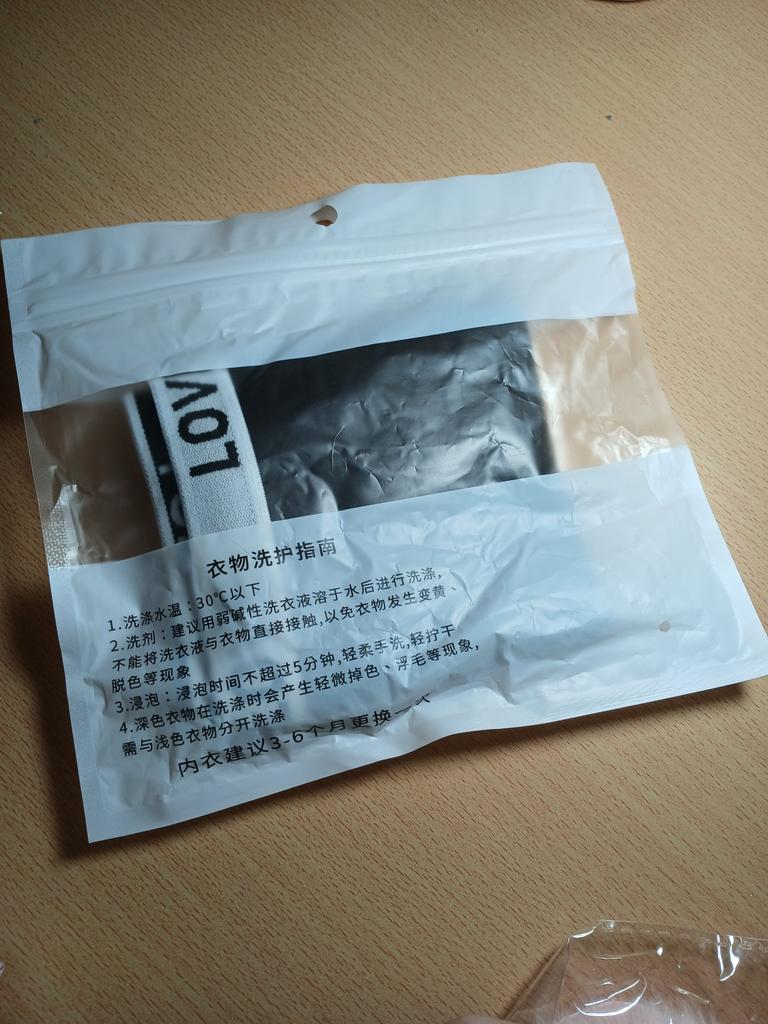 LOV
衣物洗护指南
1.洗涤水温：30℃以下
2.洗剂：建议用弱碱性洗衣液溶于水后进行洗涤,
不能将洗衣液与衣物直接接触,以免衣物发生变黄、
脱色等现象
3.浸泡：浸泡时间不超过5分钟,轻柔手洗,轻拧干
4.深色衣物在洗涤时会产生轻微掉色、浮毛等现象,
需与浅色衣物分开洗涤
内衣建议3-6个月更换一次